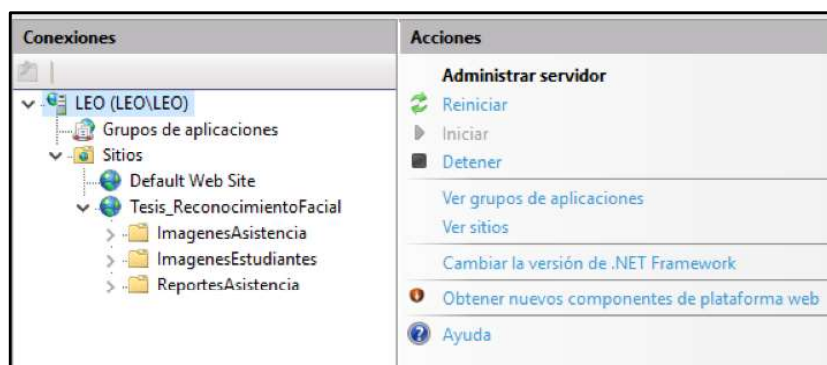 Conexiones
LEO (LEO\LEO)
Grupos de aplicaciones
Sitios
Default Web Site
Tesis_ReconocimientoFacial
ImagenesAsistencia
ImagenesEstudiantes
ReportesAsistencia
Acciones
Administrar servidor
Reiniciar
Iniciar
Detener
Ver grupos de aplicaciones
Ver sitios
Cambiar la versión de .NET Framework
Obtener nuevos componentes de plataforma web
Ayuda